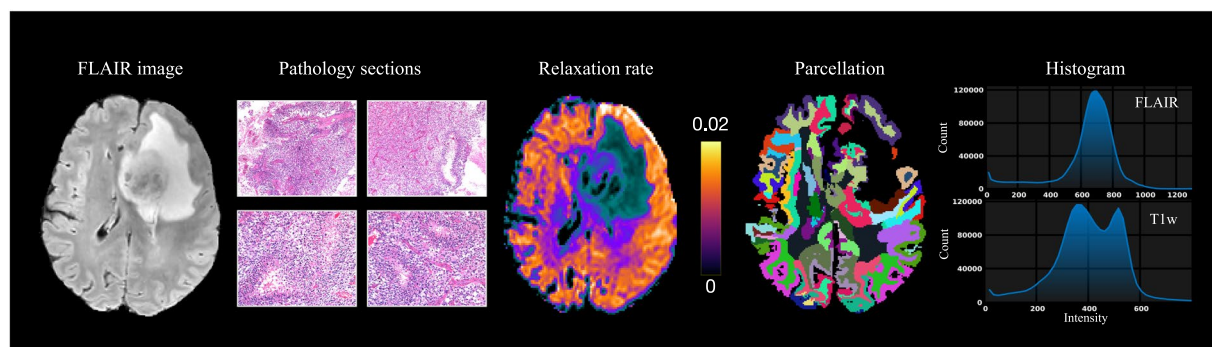 FLAIR image
Pathology sections
Relaxation rate
Parcellation
Histogram
0.02
0
120000
80000
40000
0
Count
FLAIR
0 200 400 600 800 1000 1200
120000
80000
40000
0
Count
T1w
0 200 400 600
Intensity